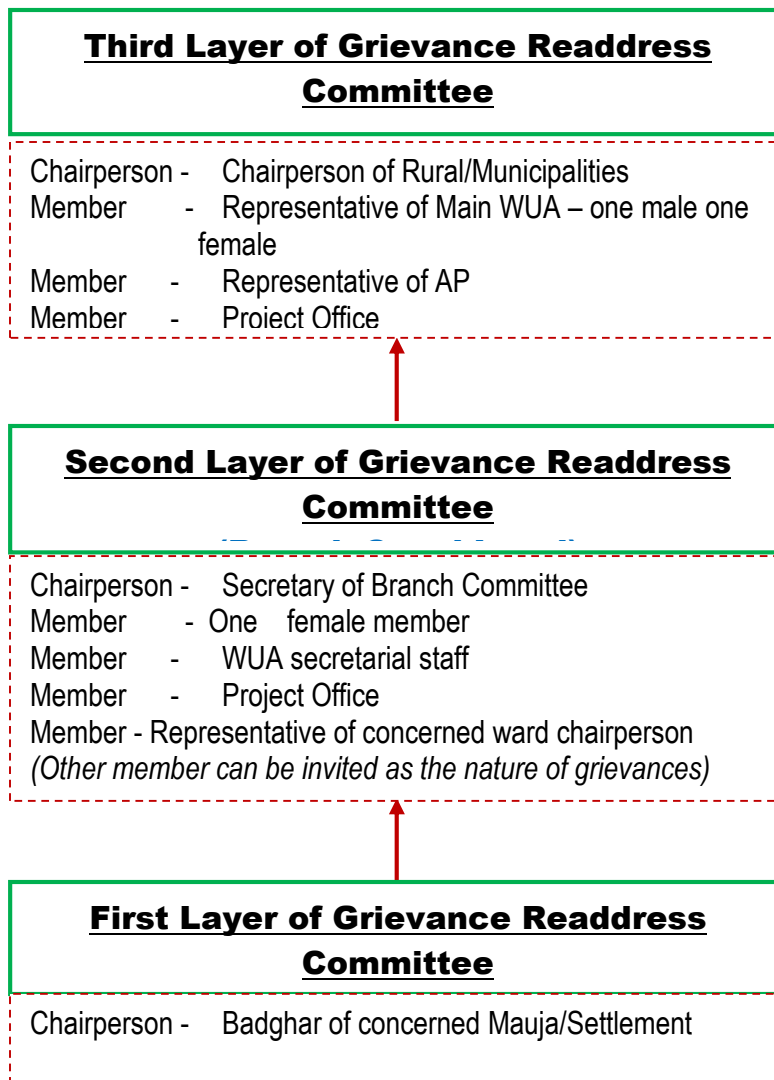 Third Layer of Grievance Readdress
Committee
Chairperson - Chairperson of Rural/Municipalities
Member - Representative of Main WUA – one male one
female
Member - Representative of AP
Member - Project Office
Second Layer of Grievance Readdress
Committee
Chairperson - Secretary of Branch Committee
Member - One female member
Member - WUA secretarial staff
Member - Project Office
Member - Representative of concerned ward chairperson
(Other member can be invited as the nature of grievances)
First Layer of Grievance Readdress
Committee
Chairperson - Badghar of concerned Mauja/Settlement